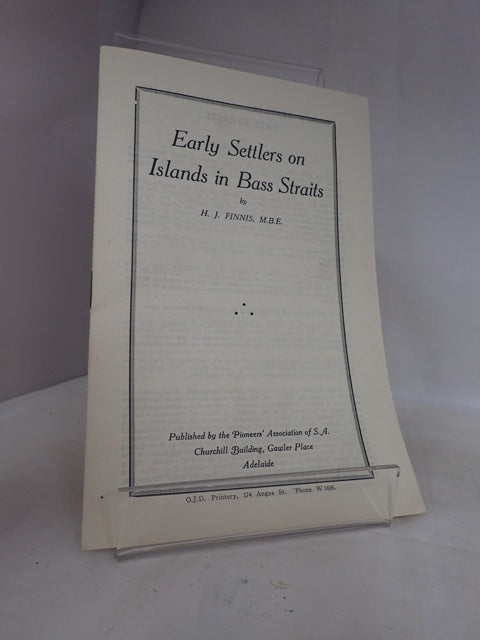 Early Settlers on
Islands in Bass Straits
by
H. J. FINNIS, M.B.E.
Published by the Pioneers' Association of S.A.
Churchill Building, Gawler Place
Adelaide
O.J.D. Printery, 174 Angas St. 'Phone W